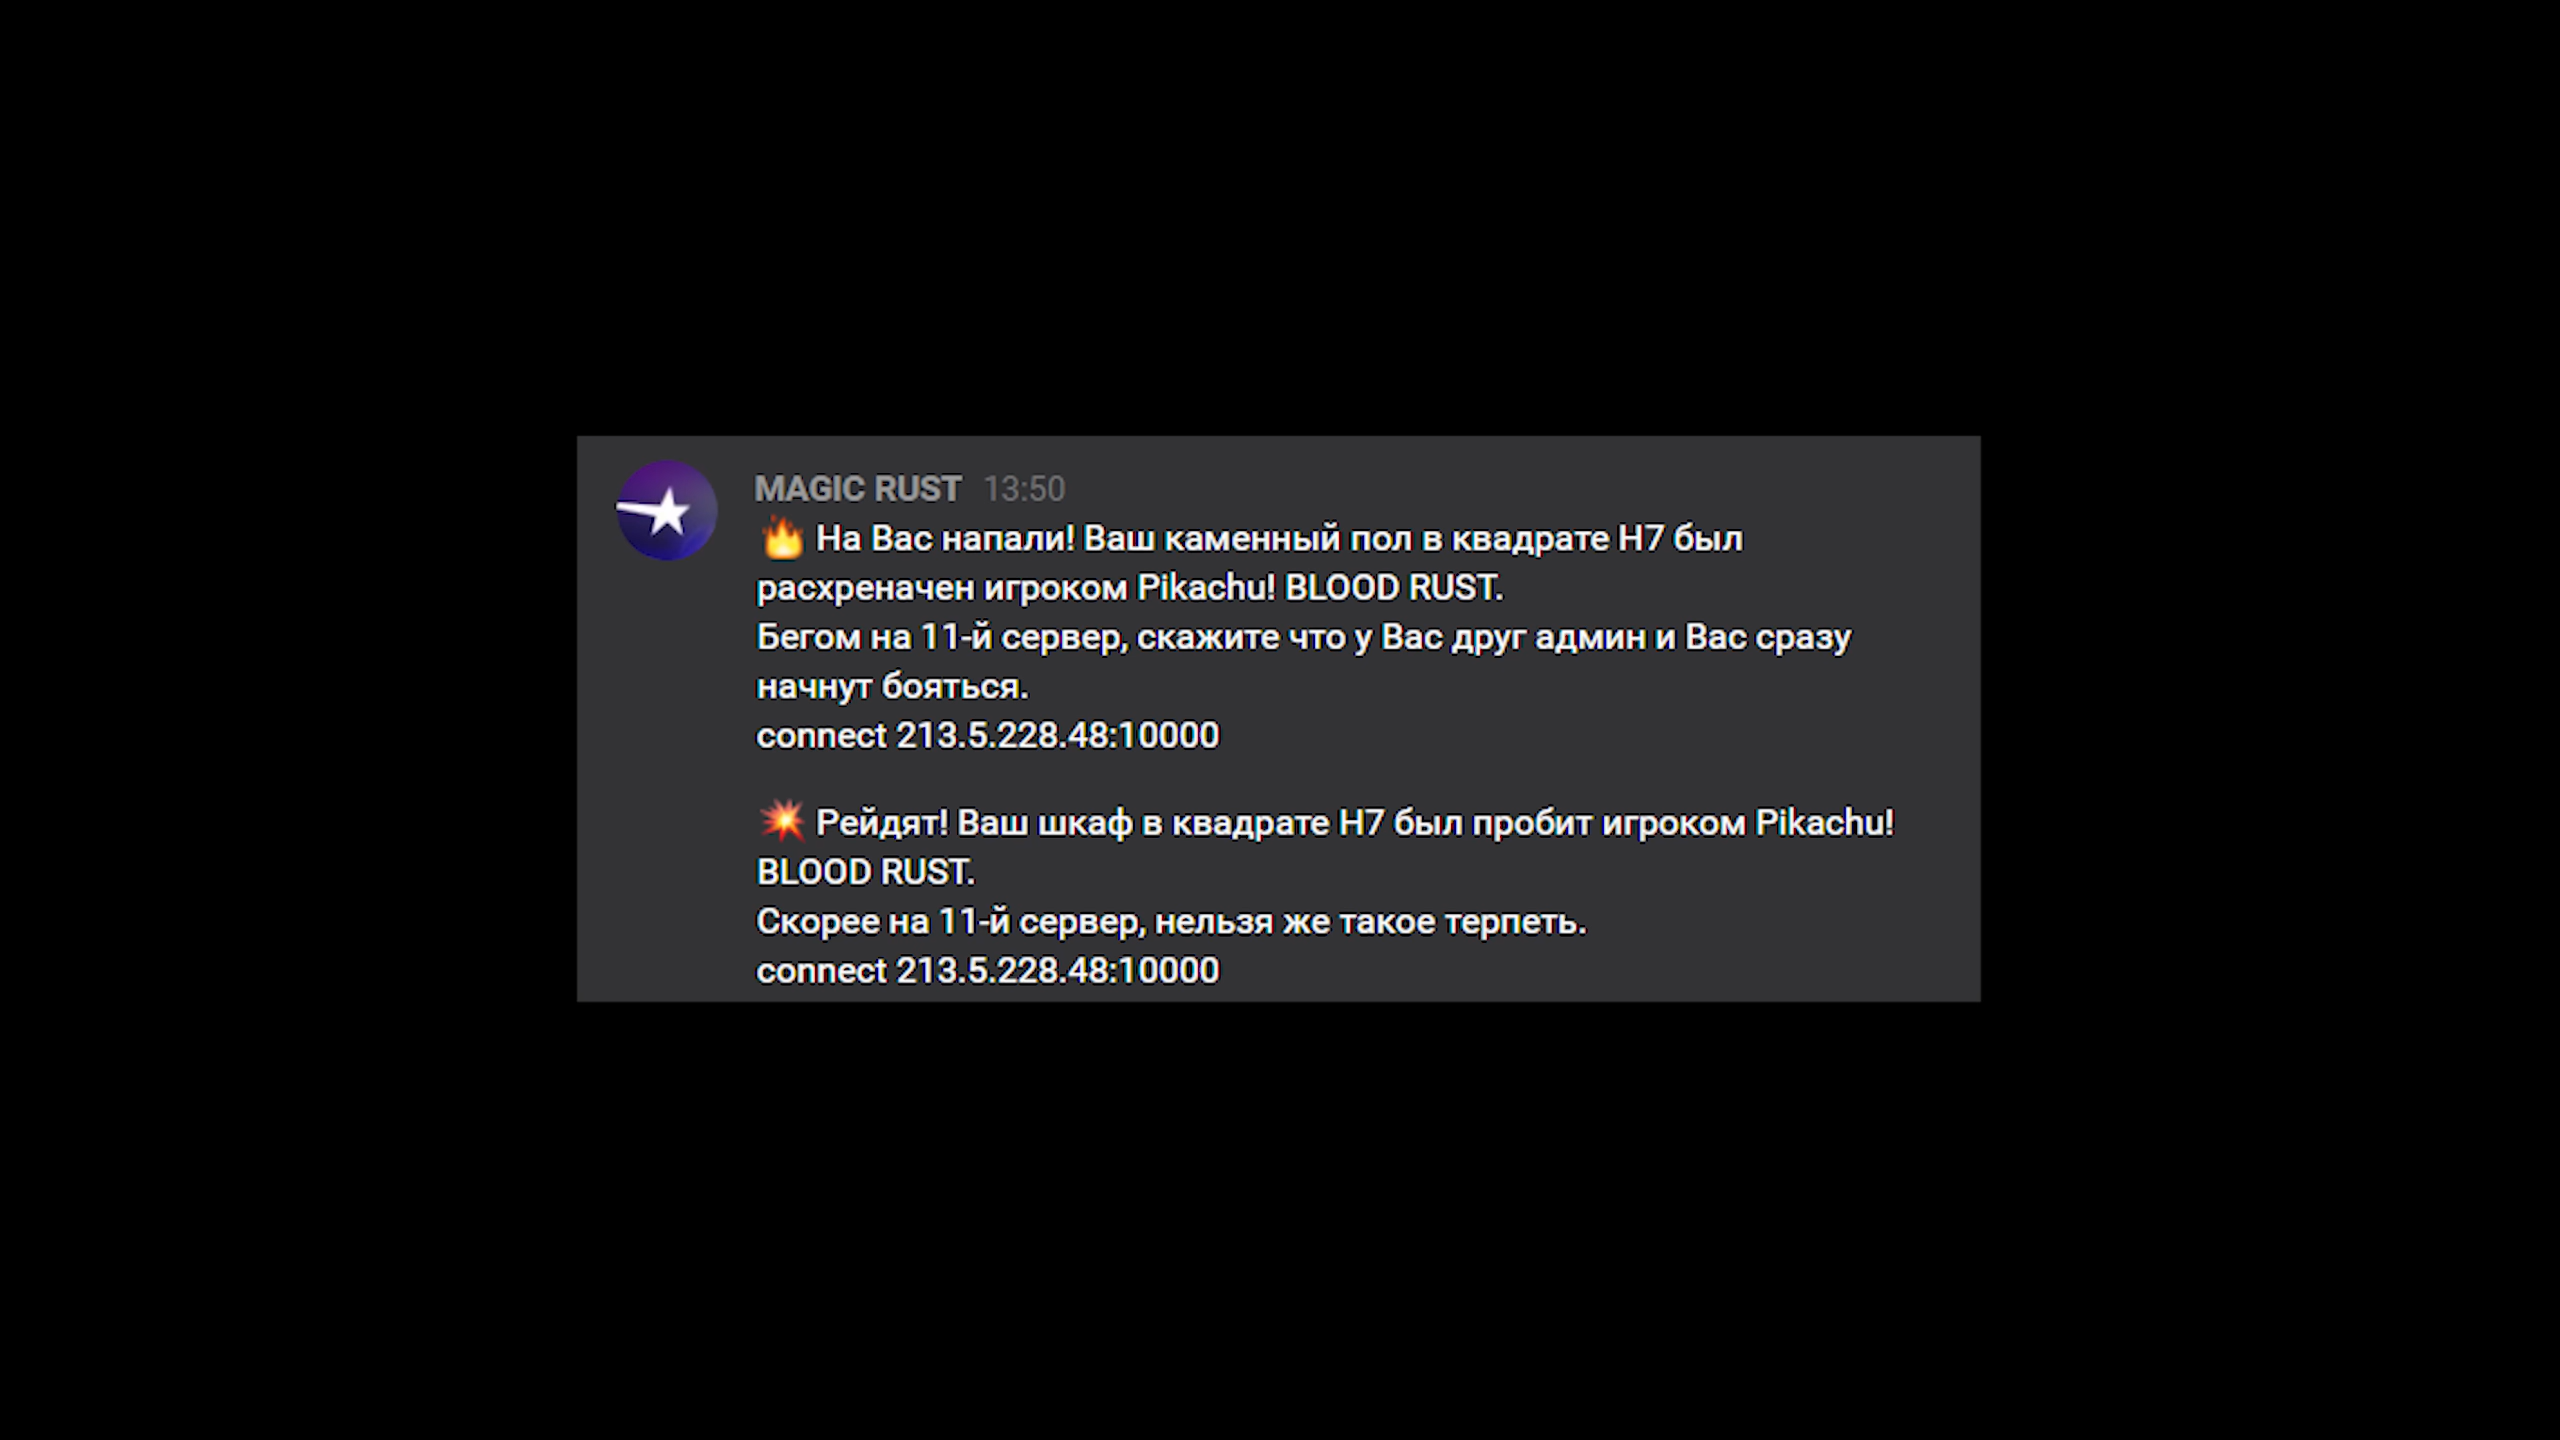 MAGIC RUST 13:50
🔥 На Вас напали! Ваш каменный пол в квадрате H7 был
расхреначен игроком Pikachu! BLOOD RUST.
Бегом на 11-й сервер, скажите что у Вас друг админ и Вас сразу
начнут бояться.
connect 213.5.228.48:10000
💥 Рейдят! Ваш шкаф в квадрате H7 был пробит игроком Pikachu!
BLOOD RUST.
Скорее на 11-й сервер, нельзя же такое терпеть.
connect 213.5.228.48:10000